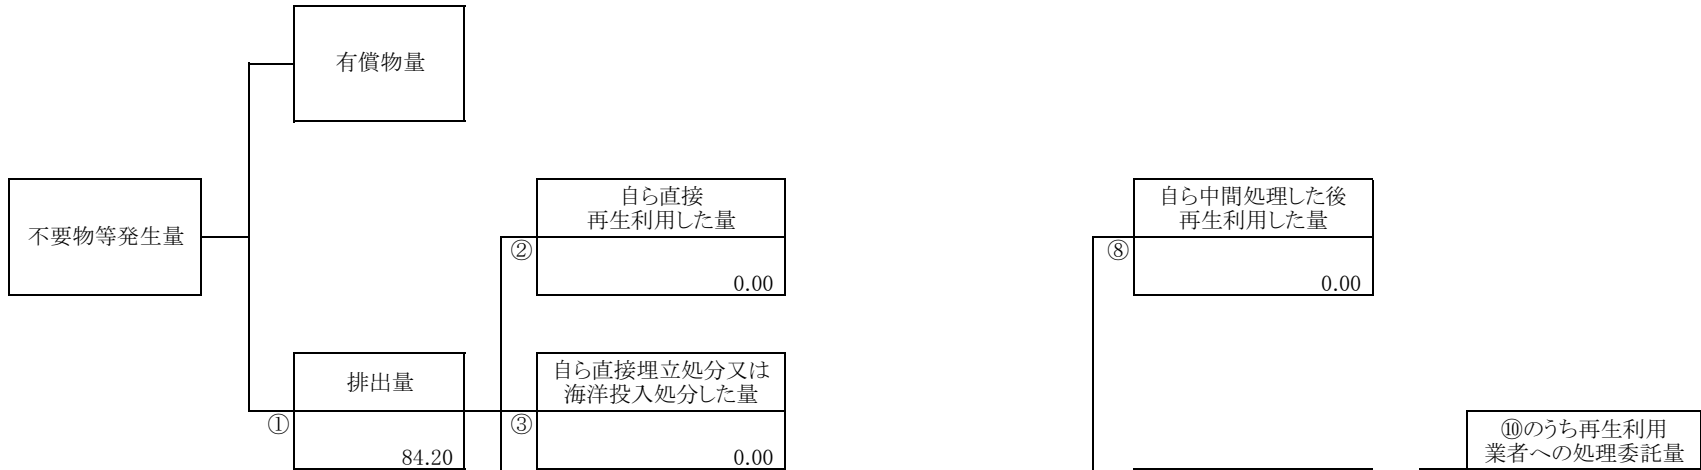 有償物量
不要物等発生量
自ら直接
再生利用した量
②
0.00
自ら中間処理した後
再生利用した量
⑧
0.00
排出量
①
84.20
自ら直接埋立処分又は
海洋投入処分した量
③
0.00
⑩のうち再生利用
業者への処理委託量